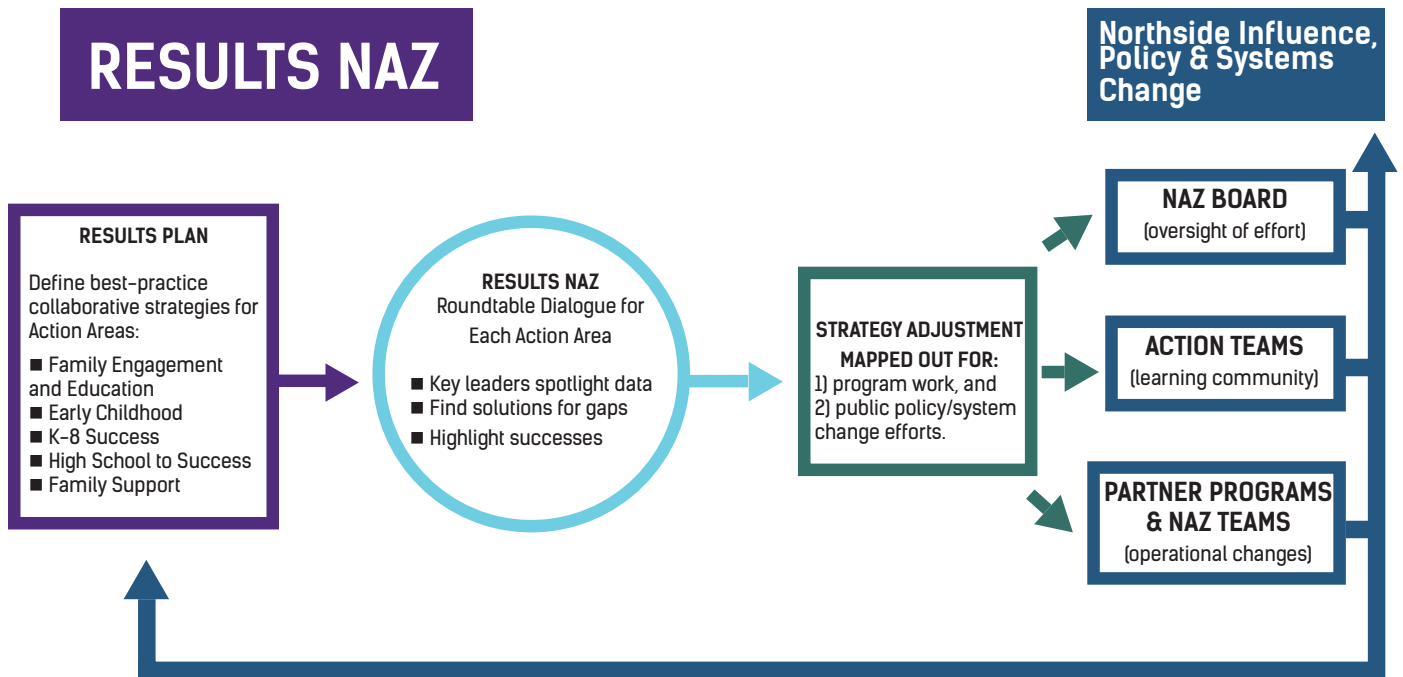 RESULTS NAZ
Northside Influence,
Policy & Systems
Change
RESULTS PLAN
Define best-practice
collaborative strategies for
Action Areas:
■ Family Engagement
and Education
■ Early Childhood
■ K-8 Success
■ High School to Success
■ Family Support
RESULTS NAZ
Roundtable Dialogue for
Each Action Area
■ Key leaders spotlight data
■ Find solutions for gaps
■ Highlight successes
STRATEGY ADJUSTMENT
MAPPED OUT FOR:
1) program work, and
2) public policy/system
change efforts.
NAZ BOARD
(oversight of effort)
ACTION TEAMS
(learning community)
PARTNER PROGRAMS
& NAZ TEAMS
(operational changes)